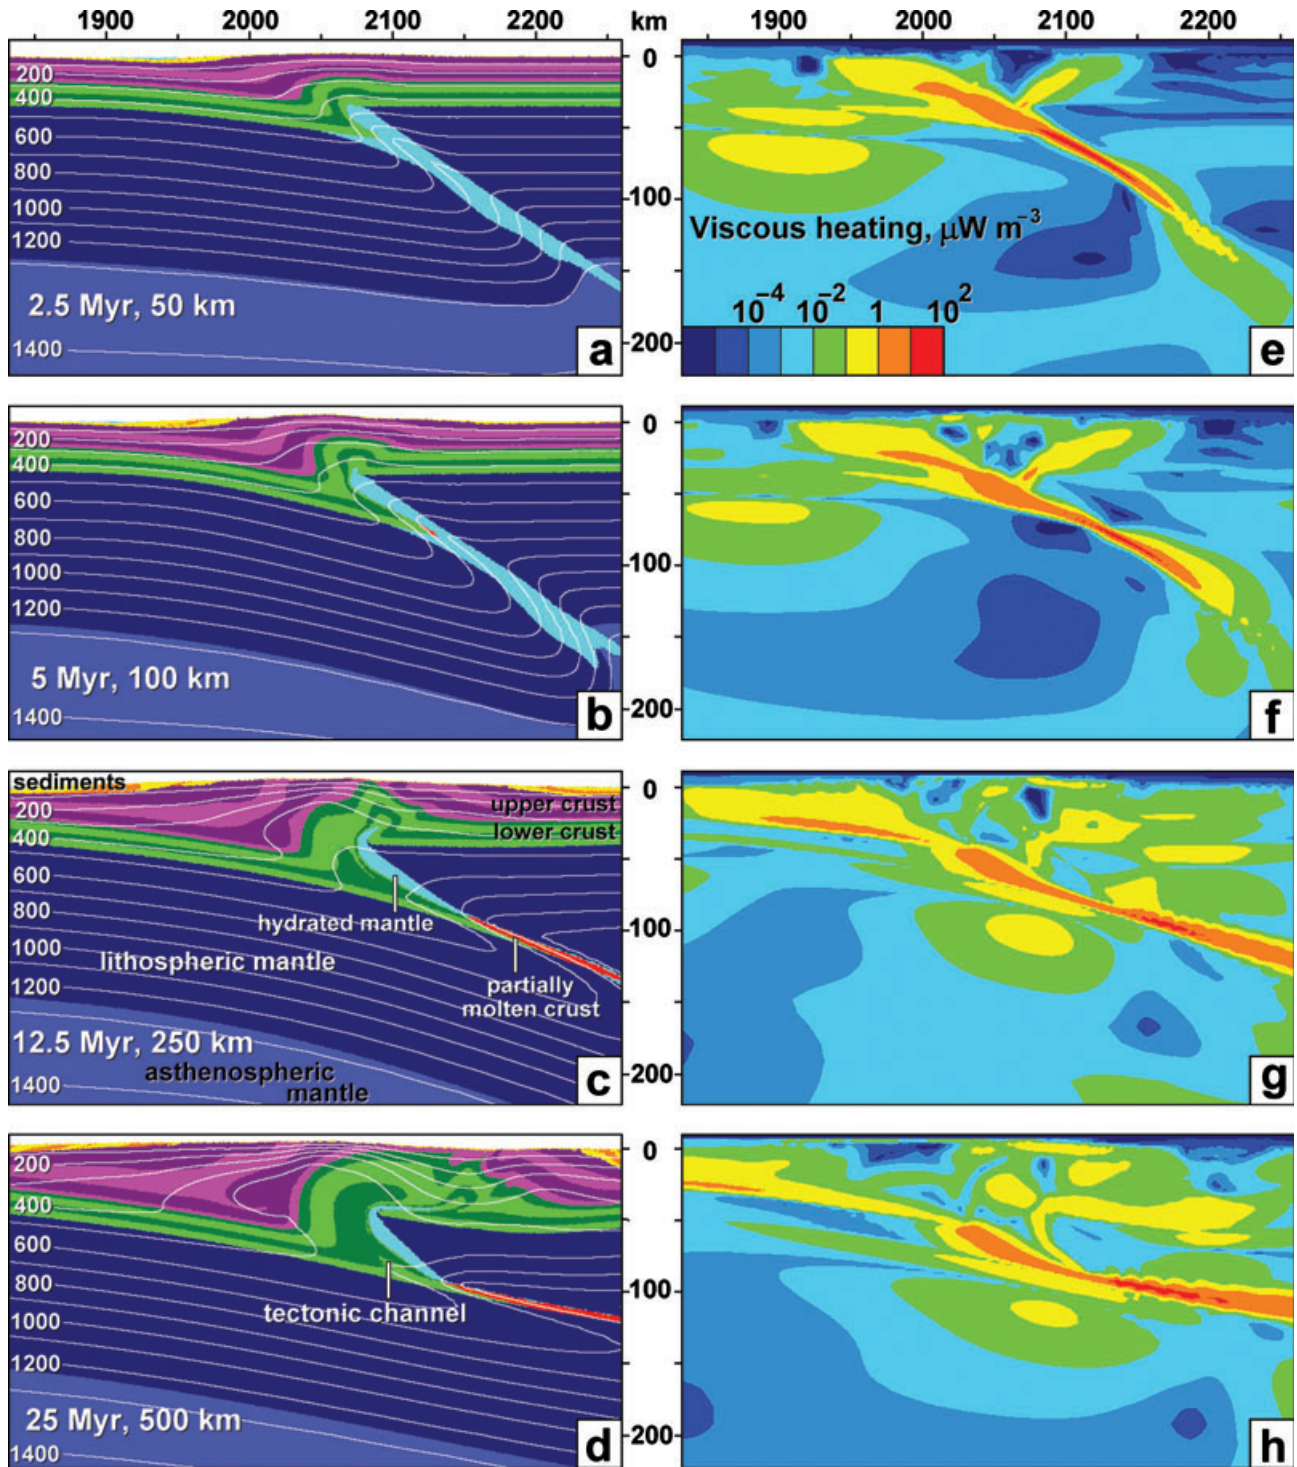 1900 2000 2100 2200 km 1900 2000 2100 2200
200
400
600
800
1000
1200
1400
2.5 Myr, 50 km
a
0
100
200
Viscous heating, μW m⁻³
10⁻⁴ 10⁻² 1 10²
e
200
400
600
800
1000
1200
1400
5 Myr, 100 km
b
0
100
200
f
sediments
200
400
600
800
1000
1200
1400
upper crust
lower crust
hydrated mantle
lithospheric mantle
partially
molten crust
12.5 Myr, 250 km
asthenospheric
mantle
c
0
100
200
g
200
400
600
800
1000
1200
1400
tectonic channel
25 Myr, 500 km
d
0
100
200
h